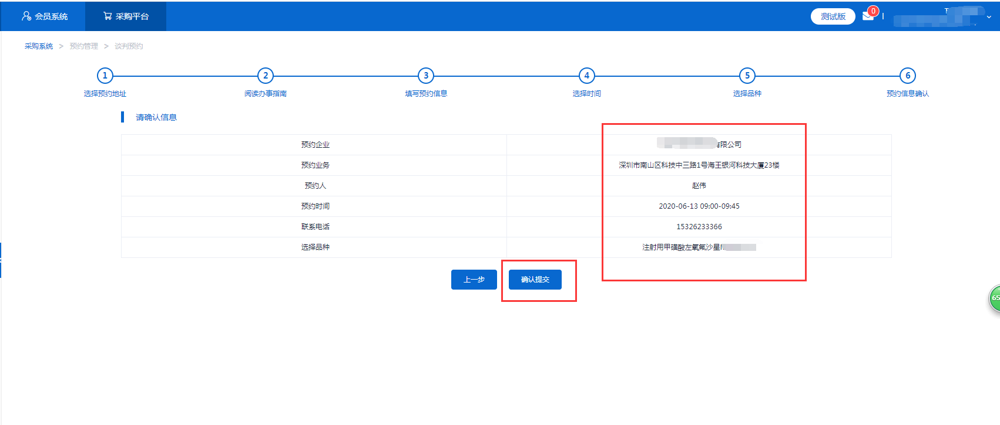 会员系统 采购平台 测试版 0
采购系统 > 预约管理 > 谈判预约
1 2 3 4 5 6
选择预约地址 阅读办事指南 填写预约信息 选择时间 选择品种 预约信息确认
请确认信息
预约企业 有限公司
预约业务 深圳市南山区科技中三路1号海王银河科技大厦23楼
预约人 赵伟
预约时间 2020-06-13 09:00-09:45
联系电话 15326233366
选择品种 注射用甲磺酸左氧氟沙星
上一步 确认提交
65